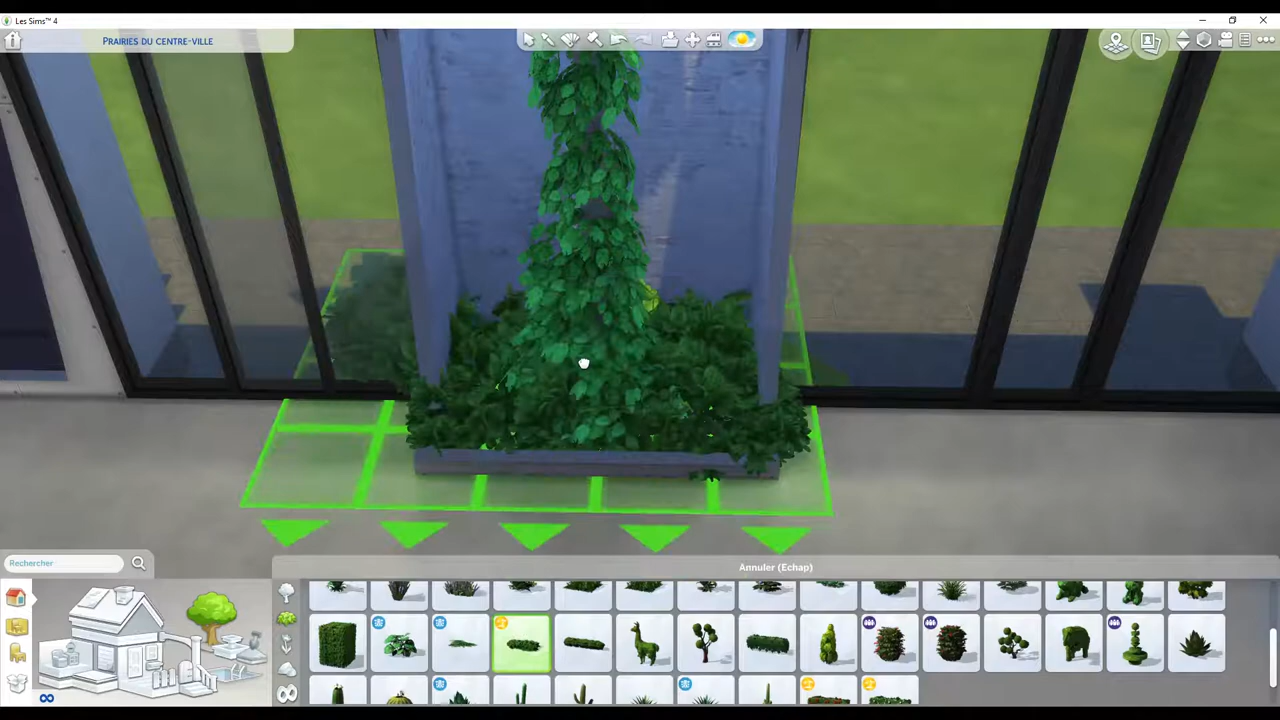 Les Sims™ 4
PRAIRIES DU CENTRE-VILLE
Rechercher
Annuler (Echap)